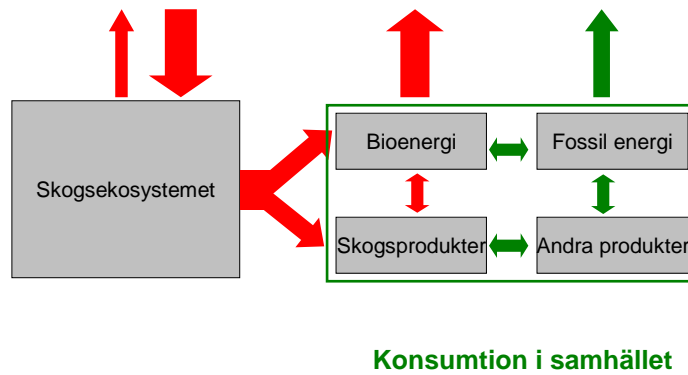 Bioenergi
Fossil energi
Skogsekosystemet
Skogsprodukter
Andra produkter
Konsumtion i samhället